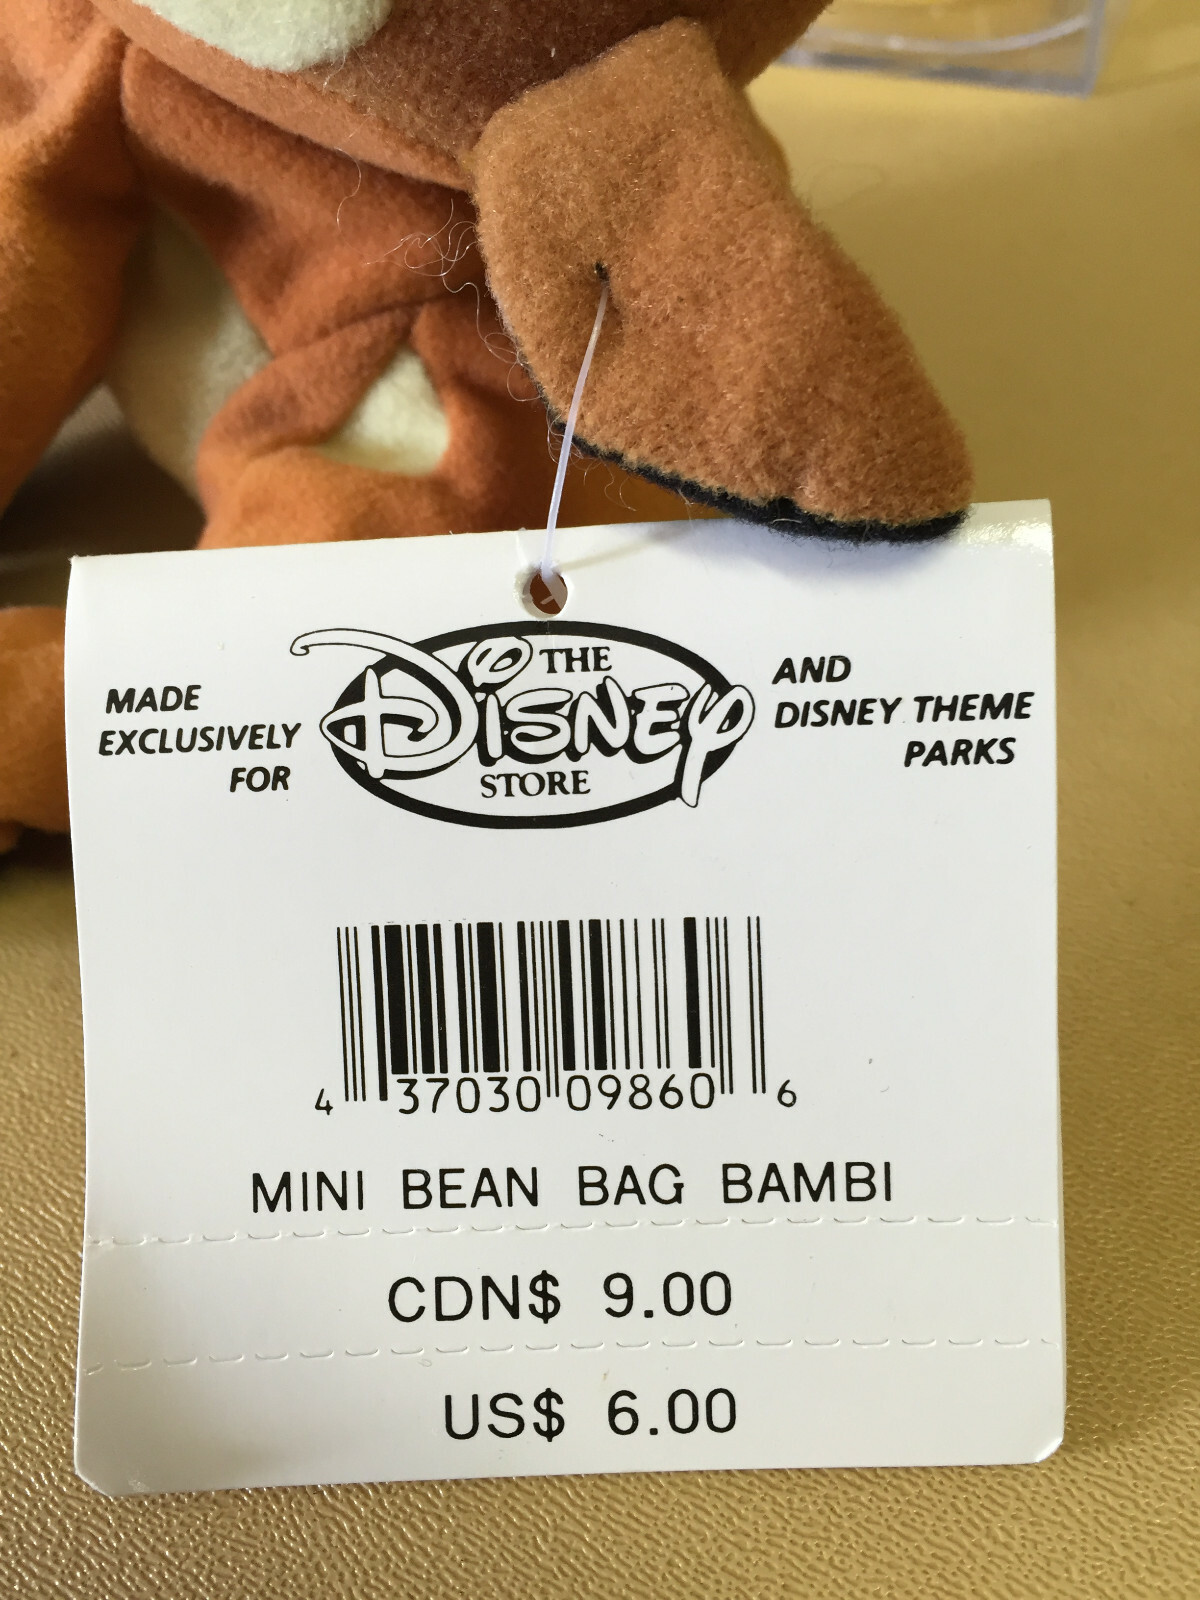 MADE
EXCLUSIVELY
FOR
THE
DISNEY
STORE
AND
DISNEY THEME
PARKS
4 37030 09860 6
MINI BEAN BAG BAMBI
CDN$ 9.00
US$ 6.00